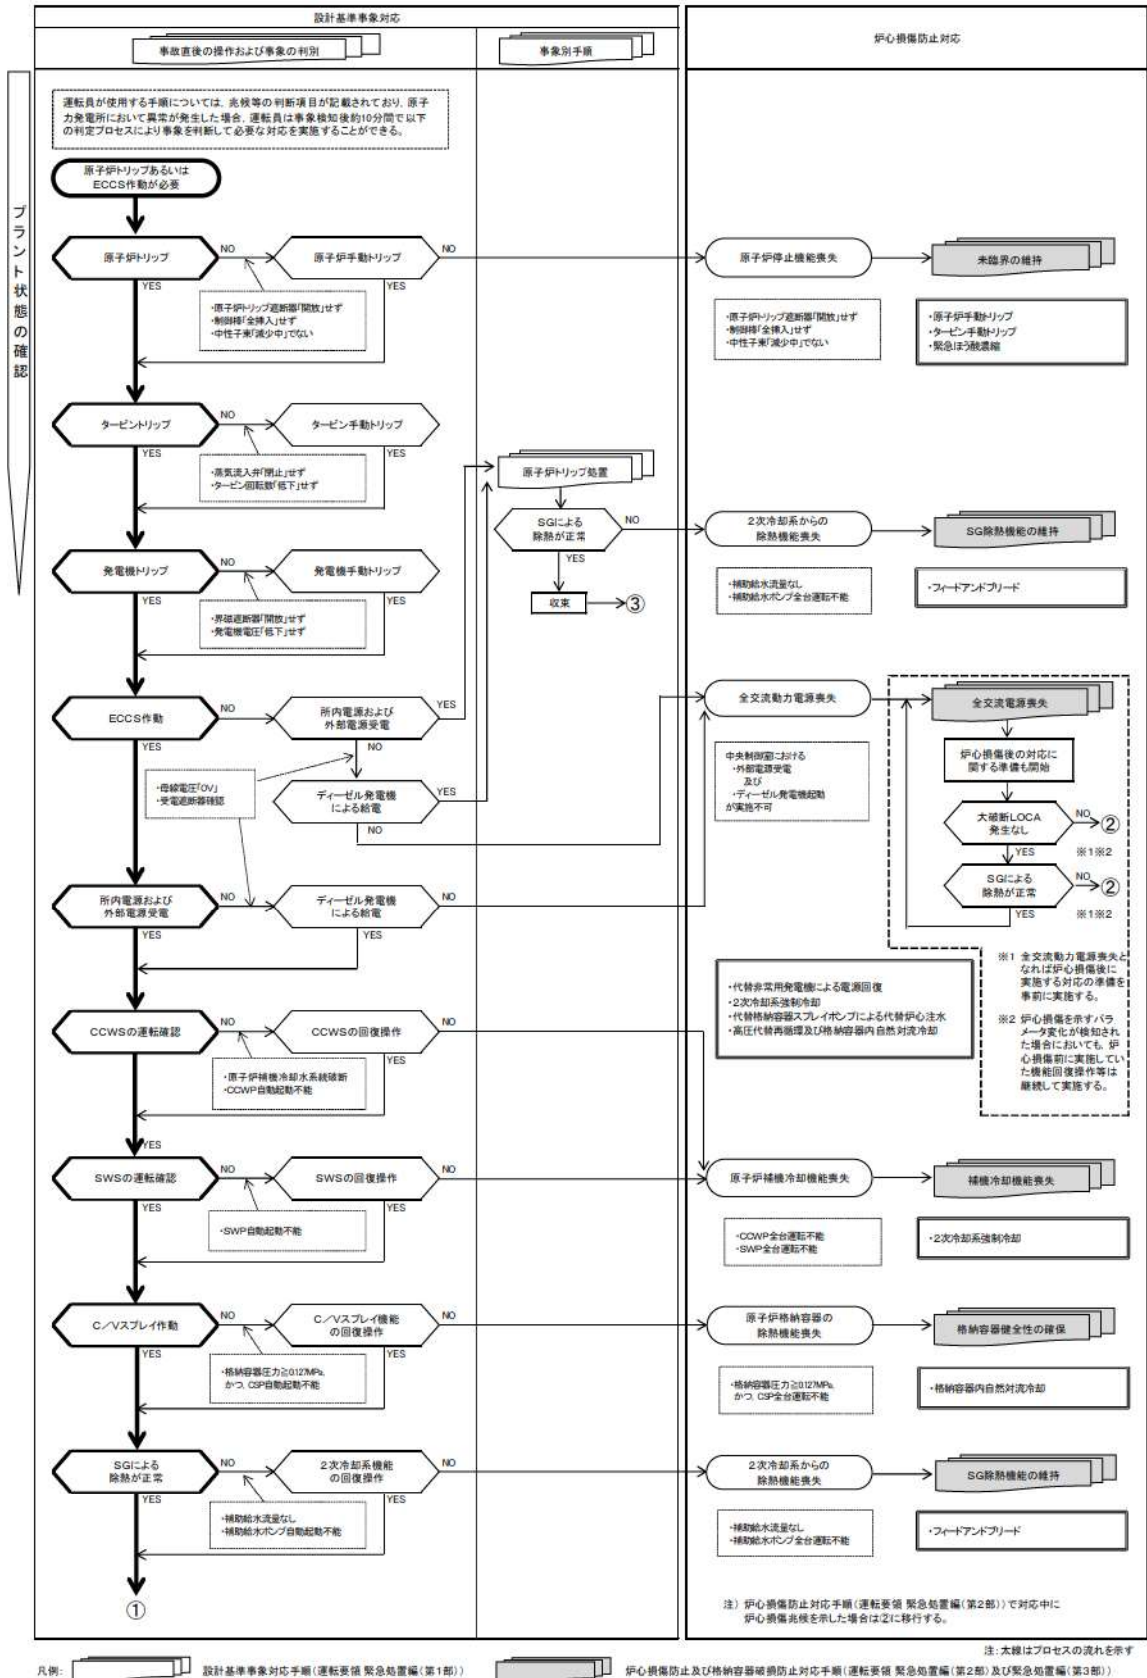 設計基準事象対応
事故直後の操作および事象の判別
事象別手順
炉心損傷防止対応
プラント状態の確認
運転員が使用する手順については、兆候等の判断項目が記載されており、原子
力発電所において異常が発生した場合、運転員は事象検知後約10分間で以下
の判定プロセスにより事象を判断して必要な対応を実施することができる。
原子炉トリップあるいは
ECCS作動が必要
原子炉トリップ
NO
原子炉手動トリップ
NO
原子炉停止機能喪失
未臨界の維持
YES
YES
・原子炉トリップ遮断器「開放」せず
・制御棒「全挿入」せず
・中性子束「減少中」でない
・原子炉トリップ遮断器「開放」せず
・制御棒「全挿入」せず
・中性子束「減少中」でない
・原子炉手動トリップ
・タービン手動トリップ
・緊急ほう酸濃縮
タービントリップ
NO
タービン手動トリップ
YES
YES
・蒸気流入弁「閉止」せず
・タービン回転数「低下」せず
原子炉トリップ処置
SGによる
除熱が正常
NO
YES
収束
③
2次冷却系からの
除熱機能喪失
SG除熱機能の維持
・補助給水流量なし
・補助給水ポンプ全台運転不能
・フィードアンドブリード
発電機トリップ
NO
発電機手動トリップ
YES
YES
・界磁遮断器「開放」せず
・発電機電圧「低下」せず
ECCS作動
NO
所内電源および
外部電源受電
YES
YES
NO
・母線電圧「0V」
・受電遮断器確認
ディーゼル発電機
による給電
YES
NO
全交流動力電源喪失
全交流電源喪失
中央制御室における
・外部電源受電
及び
・ディーゼル発電機起動
が実施不可
炉心損傷後の対応に
関する準備も開始
大破断LOCA
発生なし
NO
②
YES
※1※2
SGによる
除熱が正常
NO
②
YES
※1※2
所内電源および
外部電源受電
NO
ディーゼル発電機
による給電
NO
YES
YES
※1 全交流動力電源喪失と
なれば炉心損傷後に
実施する対応の準備を
事前に実施する。
※2 炉心損傷を示すパラ
メータ変化が検知され
た場合においても、炉
心損傷前に実施してい
た機能回復操作等は
継続して実施する。
・代替非常用発電機による電源回復
・2次冷却系強制冷却
・代替格納容器スプレイポンプによる代替炉心注水
・高圧代替再循環及び格納容器内自然対流冷却
CCWSの運転確認
NO
CCWSの回復操作
NO
YES
・原子炉補機冷却水系統破断
・CCWP自動起動不能
YES
SWSの運転確認
NO
SWSの回復操作
NO
原子炉補機冷却機能喪失
補機冷却機能喪失
YES
YES
・SWP自動起動不能
・CCWP全台運転不能
・SWP全台運転不能
・2次冷却系強制冷却
C/Vスプレイ作動
NO
C/Vスプレイ機能
の回復操作
NO
原子炉格納容器の
除熱機能喪失
格納容器健全性の確保
YES
YES
・格納容器圧力≧0.127MPa、
かつ、CSP自動起動不能
・格納容器圧力≧0.127MPa、
かつ、CSP全台運転不能
・格納容器内自然対流冷却
SGによる
除熱が正常
NO
2次冷却系機能
の回復操作
NO
2次冷却系からの
除熱機能喪失
SG除熱機能の維持
YES
YES
・補助給水流量なし
・補助給水ポンプ自動起動不能
・補助給水流量なし
・補助給水ポンプ全台運転不能
・フィードアンドブリード
①
注) 炉心損傷防止対応手順(運転要領 緊急処置編(第2部))で対応中に
炉心損傷兆候を示した場合は②に移行する。
注:太線はプロセスの流れを示す
凡例:
設計基準事象対応手順(運転要領 緊急処置編(第1部))
炉心損傷防止及び格納容器破損防止対応手順(運転要領 緊急処置編(第2部)及び緊急処置編(第3部))